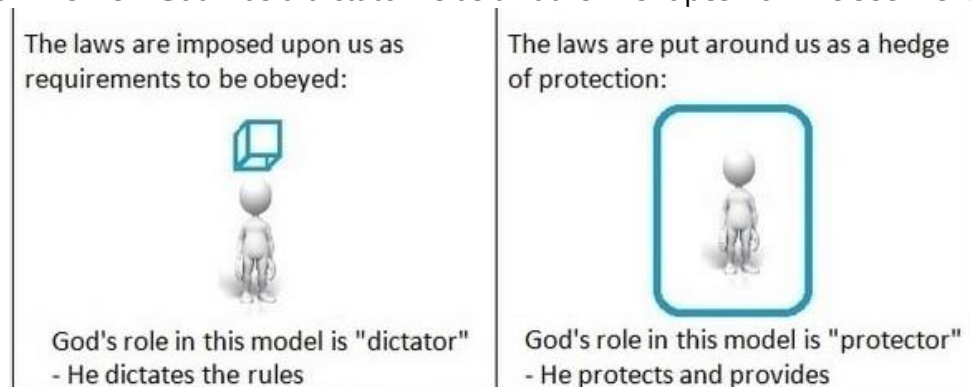 The laws are imposed upon us as
requirements to be obeyed:
God's role in this model is "dictator"
- He dictates the rules
The laws are put around us as a hedge
of protection:
God's role in this model is "protector"
- He protects and provides